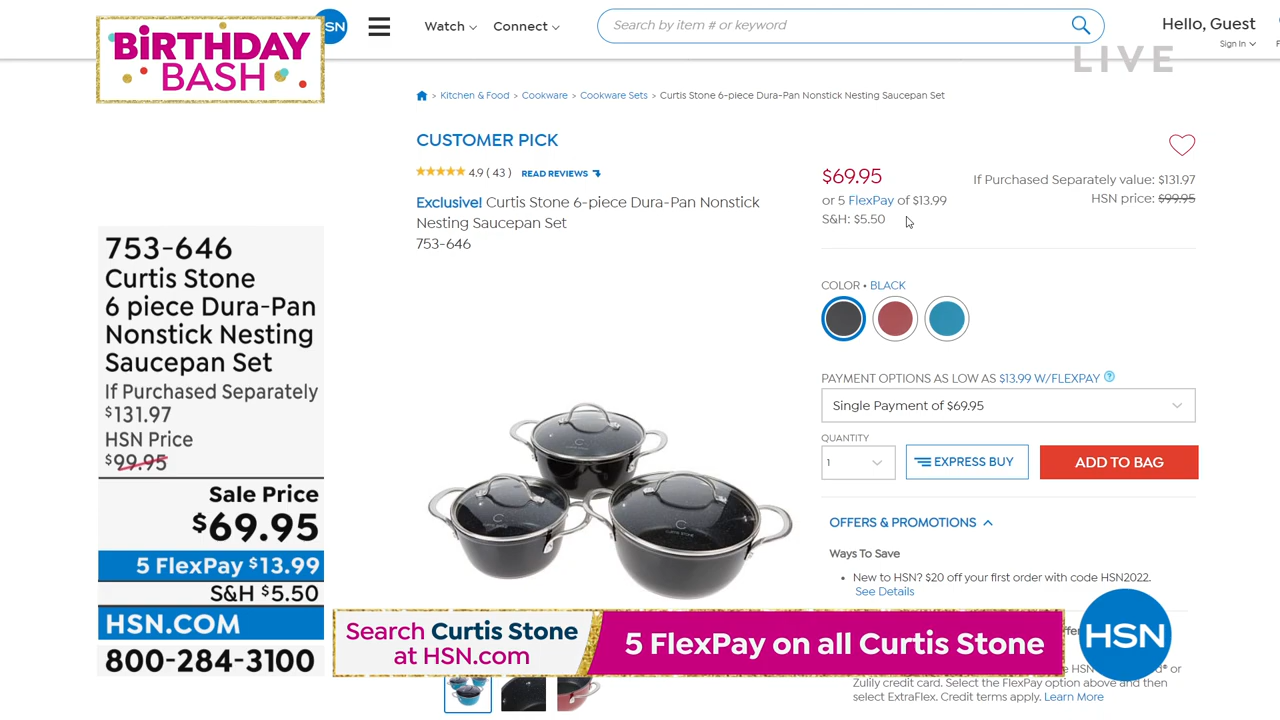 BiRTHDAY
BASH
SN
Watch
Connect
Search by item # or keyword
Hello, Guest
Sign In
LIVE
> Kitchen & Food > Cookware > Cookware Sets > Curtis Stone 6-piece Dura-Pan Nonstick Nesting Saucepan Set
CUSTOMER PICK
4.9 ( 43 ) READ REVIEWS
Exclusive! Curtis Stone 6-piece Dura-Pan Nonstick
Nesting Saucepan Set
753-646
$69.95
or 5 FlexPay of $13.99
S&H: $5.50
If Purchased Separately value: $131.97
HSN price: $99.95
COLOR • BLACK
PAYMENT OPTIONS AS LOW AS $13.99 W/FLEXPAY ?
Single Payment of $69.95
QUANTITY
1
EXPRESS BUY
ADD TO BAG
OFFERS & PROMOTIONS
Ways To Save
• New to HSN? $20 off your first order with code HSN2022.
See Details
Zulily credit card. Select the FlexPay option above and then
select ExtraFlex. Credit terms apply. Learn More
753-646
Curtis Stone
6 piece Dura-Pan
Nonstick Nesting
Saucepan Set
If Purchased Separately
$131.97
HSN Price
$99.95
Sale Price
$69.95
5 FlexPay $13.99
S&H $5.50
HSN.COM
800-284-3100
CURTIS STONE
CURTIS STONE
Search Curtis Stone
at HSN.com
5 FlexPay on all Curtis Stone
HSN